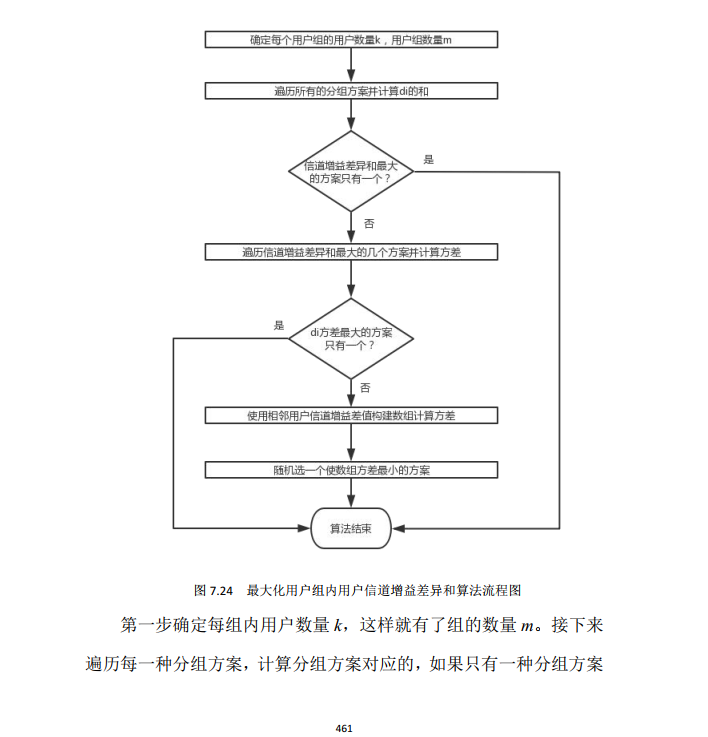 确定每个用户组的用户数量k，用户组数量m
遍历所有的分组方案并计算di的和
信道增益差异和最大
的方案只有一个？
是
否
遍历信道增益差异和最大的几个方案并计算方差
是
di方差最大的方案
只有一个？
否
使用相邻用户信道增益差值构建数组计算方差
随机选一个使数组方差最小的方案
算法结束
图 7.24 最大化用户组内用户信道增益差异和算法流程图
第一步确定每组内用户数量 k，这样就有了组的数量 m。接下来
遍历每一种分组方案，计算分组方案对应的，如果只有一种分组方案
461